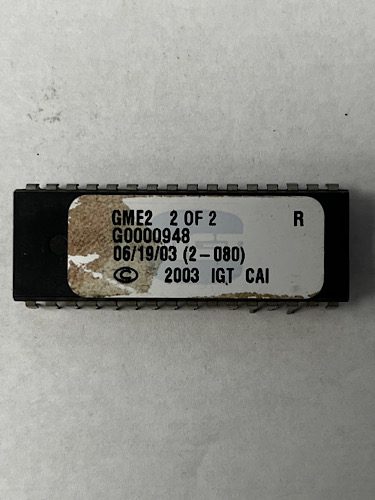 GME2 2 OF 2 R
G0000948
06/19/03 (2-080)
© 2003 IGT CAI